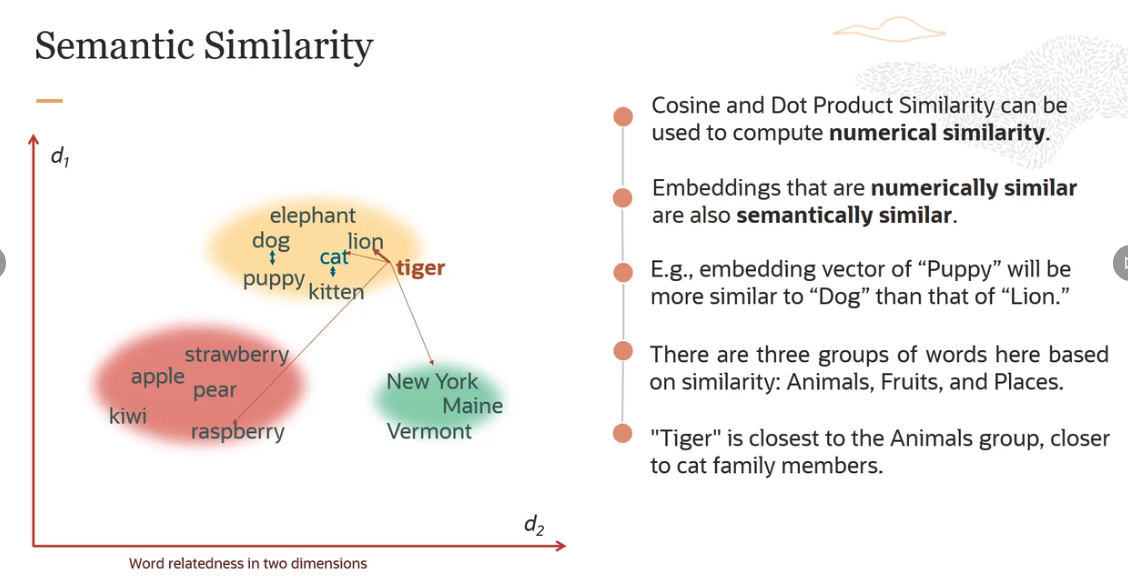 Semantic Similarity
d1
elephant
dog
lion
cat
tiger
puppy
kitten
strawberry
apple
pear
kiwi
raspberry
New York
Maine
Vermont
d2
Word relatedness in two dimensions
Cosine and Dot Product Similarity can be
used to compute numerical similarity.
Embeddings that are numerically similar
are also semantically similar.
E.g., embedding vector of “Puppy” will be
more similar to “Dog” than that of “Lion.”
There are three groups of words here based
on similarity: Animals, Fruits, and Places.
"Tiger" is closest to the Animals group, closer
to cat family members.